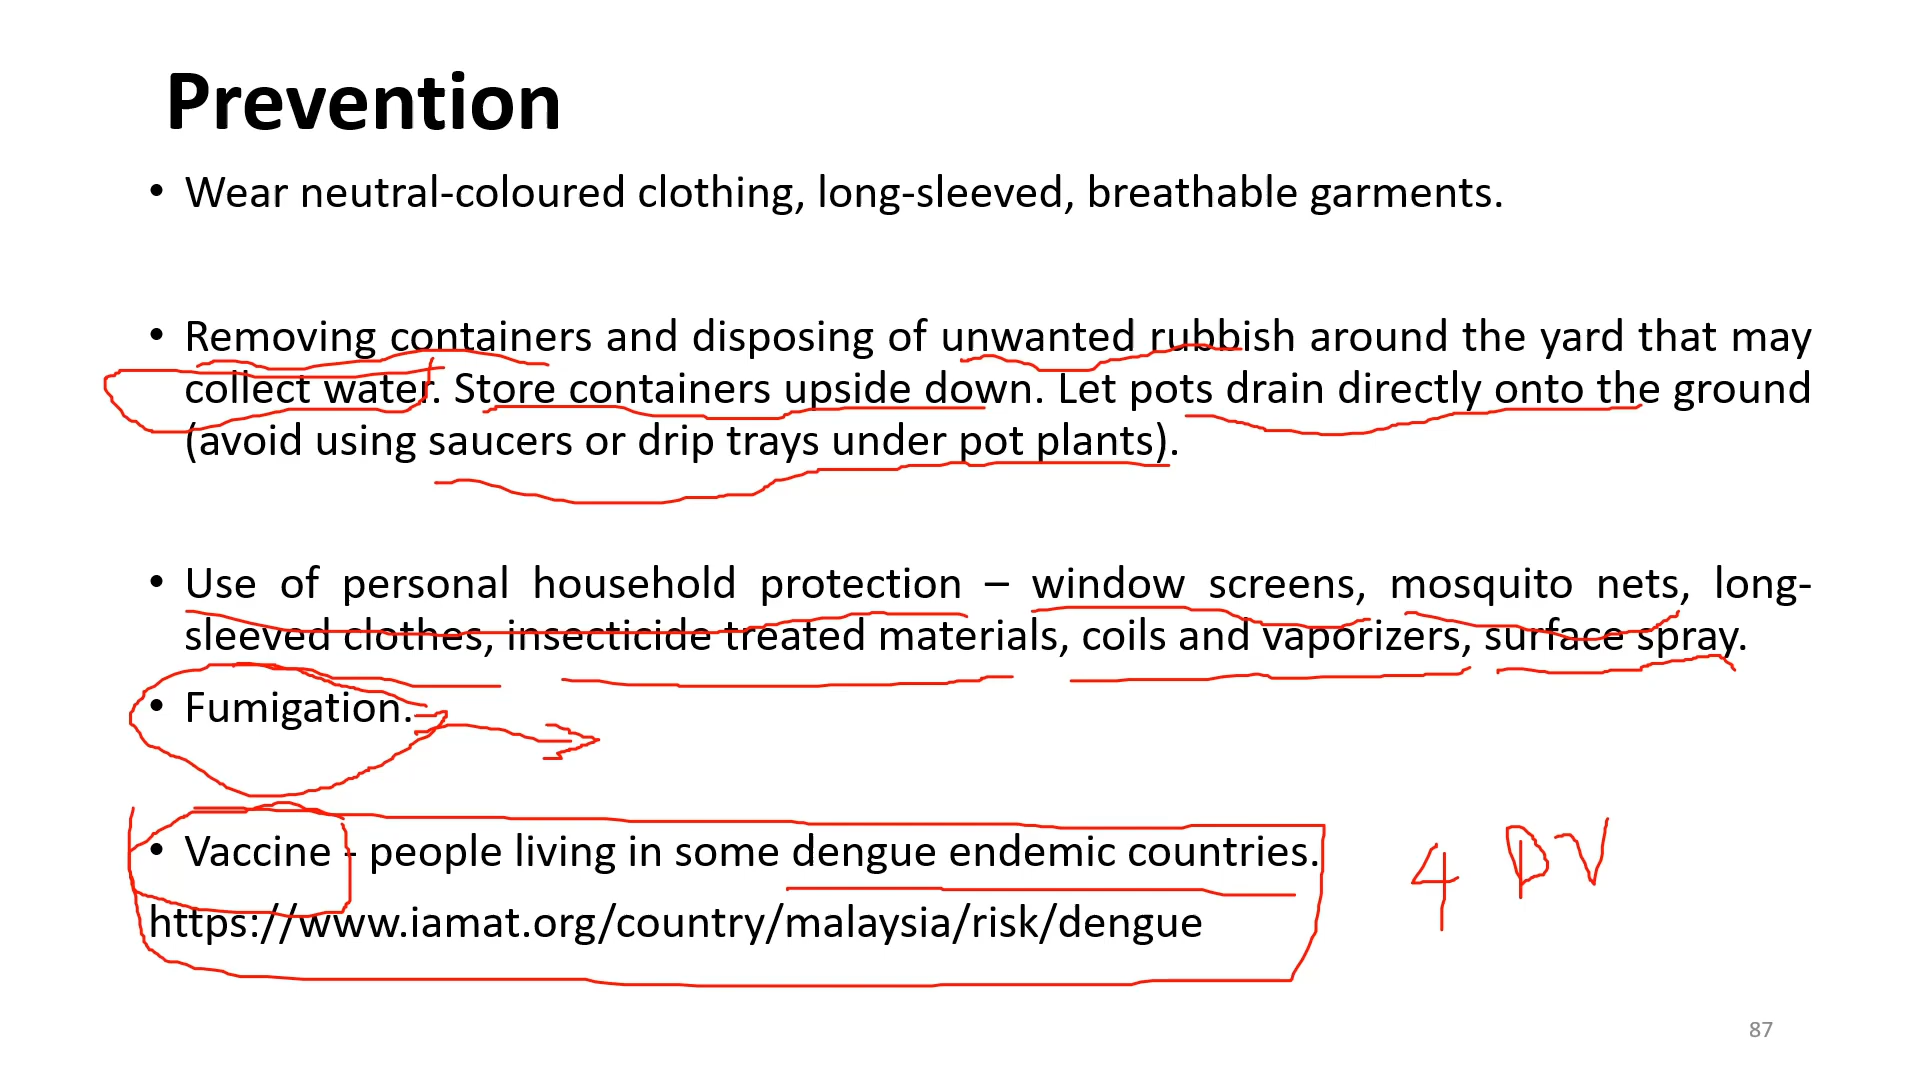 Prevention
• Wear neutral-coloured clothing, long-sleeved, breathable garments.
• Removing containers and disposing of unwanted rubbish around the yard that may
collect water. Store containers upside down. Let pots drain directly onto the ground
(avoid using saucers or drip trays under pot plants).
• Use of personal household protection – window screens, mosquito nets, long-
sleeved clothes, insecticide treated materials, coils and vaporizers, surface spray.
• Fumigation.
• Vaccine - people living in some dengue endemic countries.
4 DV
https://www.iamat.org/country/malaysia/risk/dengue
87